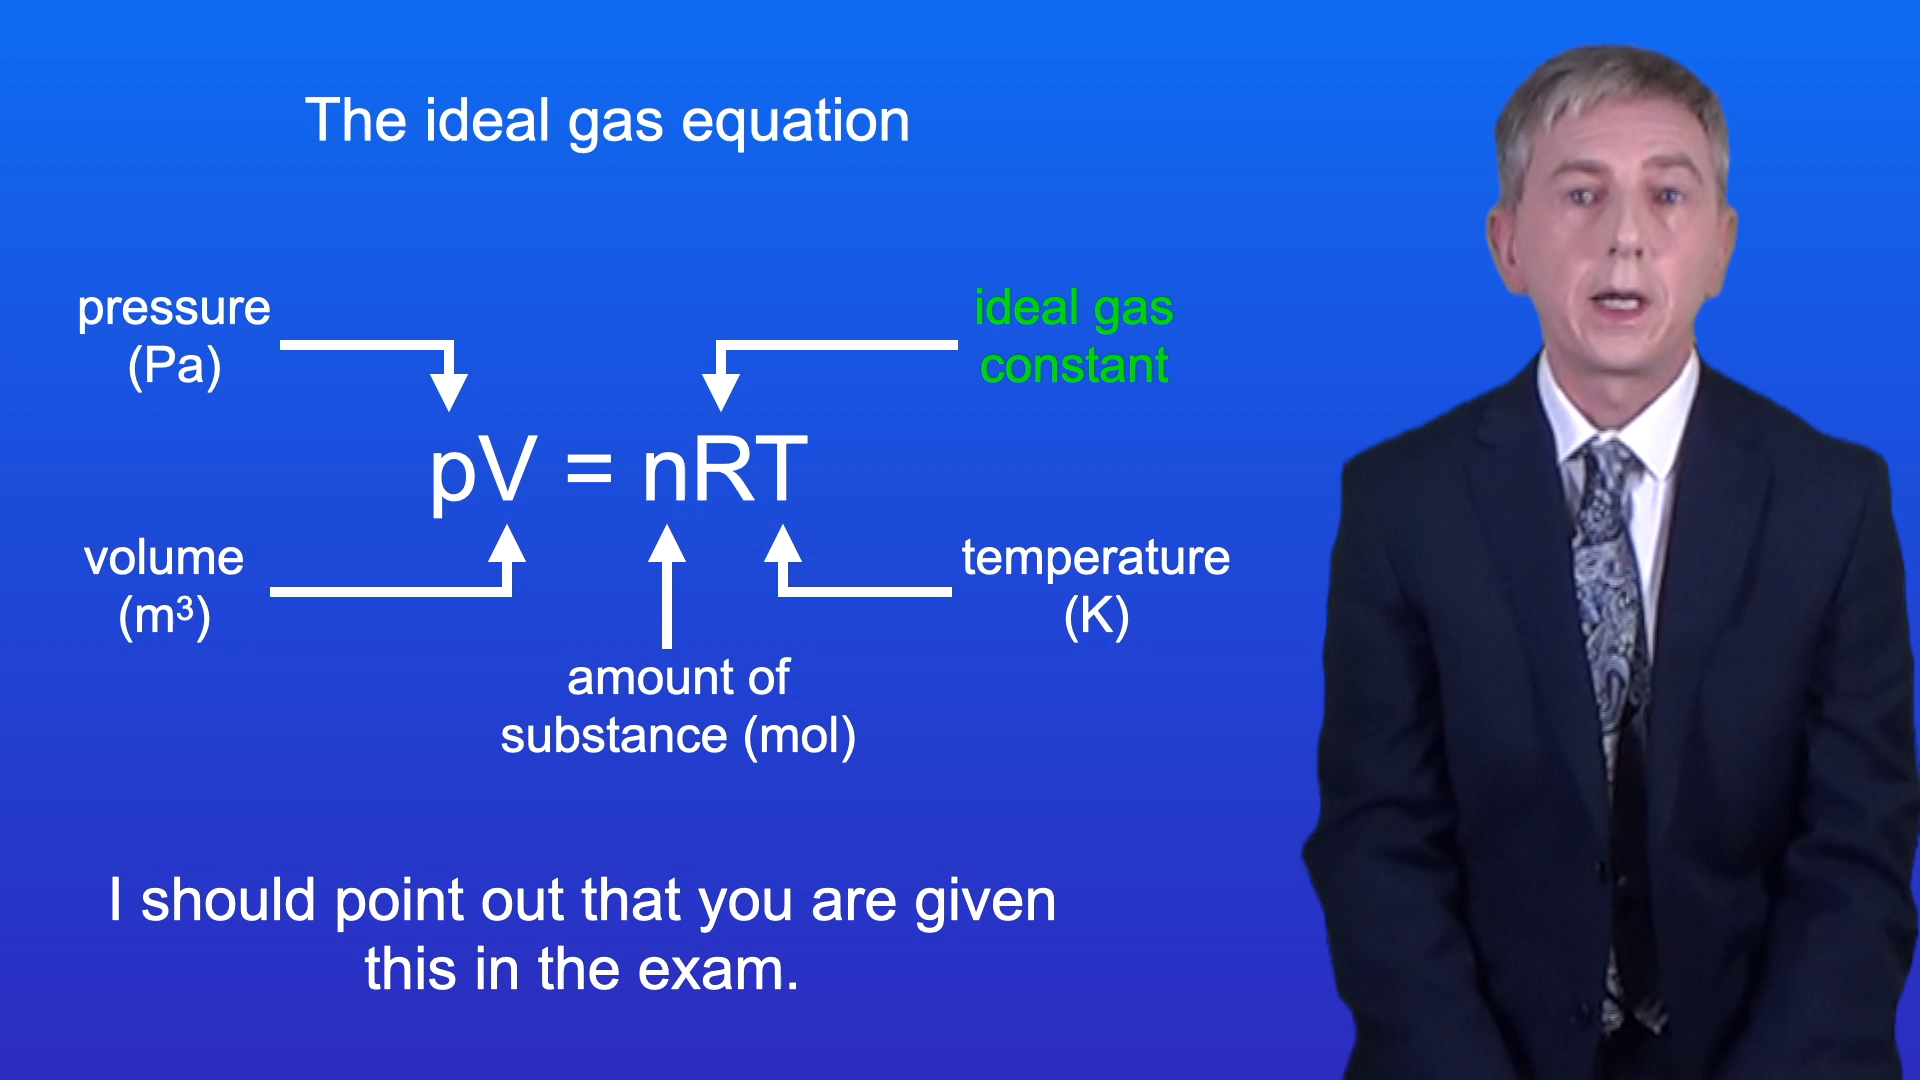 The ideal gas equation
pressure
(Pa)
ideal gas
constant
pV = nRT
volume
(m³)
temperature
(K)
amount of
substance (mol)
I should point out that you are given
this in the exam.